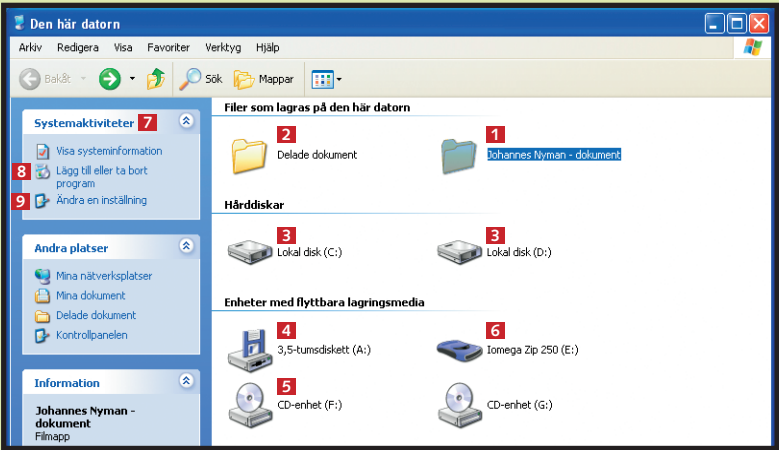 Den här datorn
Arkiv Redigera Visa Favoriter Verktyg Hjälp
Bakåt Sök Mappar
Systemaktiviteter 7
Visa systeminformation
8 Lägg till eller ta bort
program
9 Ändra en inställning
Andra platser
Mina nätverksplatser
Mina dokument
Delade dokument
Kontrollpanelen
Information
Johannes Nyman -
dokument
Filmapp
Filer som lagras på den här datorn
2
Delade dokument
1
Johannes Nyman - dokument
Hårddiskar
3
Lokal disk (C:)
3
Lokal disk (D:)
Enheter med flyttbara lagringsmedia
4
3,5-tumsdiskett (A:)
6
Iomega Zip 250 (E:)
5
CD-enhet (F:)
CD-enhet (G:)